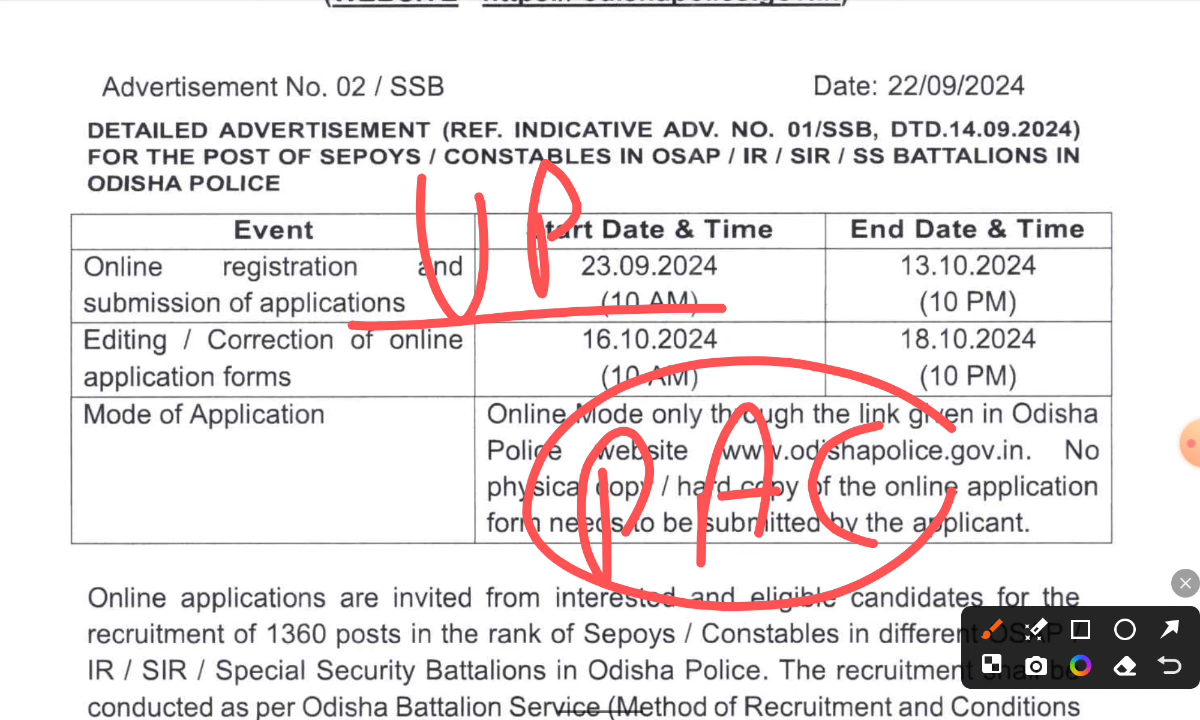 Advertisement No. 02 / SSB Date: 22/09/2024
DETAILED ADVERTISEMENT (REF. INDICATIVE ADV. NO. 01/SSB, DTD.14.09.2024)
FOR THE POST OF SEPOYS / CONSTABLES IN OSAP / IR / SIR / SS BATTALIONS IN
ODISHA POLICE
UP
Event Start Date & Time End Date & Time
Online registration and 23.09.2024 13.10.2024
submission of applications (10 AM) (10 PM)
Editing / Correction of online 16.10.2024 18.10.2024
application forms (10 AM) (10 PM)
Mode of Application Online Mode only through the link given in Odisha
Police website www.odishapolice.gov.in. No
physical copy / hard copy of the online application
form needs to be submitted by the applicant.
PAC
Online applications are invited from interested and eligible candidates for the
recruitment of 1360 posts in the rank of Sepoys / Constables in different OSAP
IR / SIR / Special Security Battalions in Odisha Police. The recruitment shall be
conducted as per Odisha Battalion Service (Method of Recruitment and Conditions